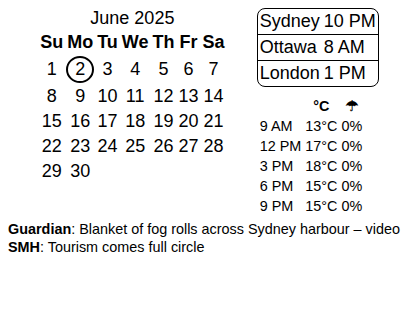 June 2025
Su Mo Tu We Th Fr Sa
1 2 3 4 5 6 7
8 9 10 11 12 13 14
15 16 17 18 19 20 21
22 23 24 25 26 27 28
29 30
Sydney 10 PM
Ottawa 8 AM
London 1 PM
°C ☂
9 AM 13°C 0%
12 PM 17°C 0%
3 PM 18°C 0%
6 PM 15°C 0%
9 PM 15°C 0%
Guardian: Blanket of fog rolls across Sydney harbour – video
SMH: Tourism comes full circle